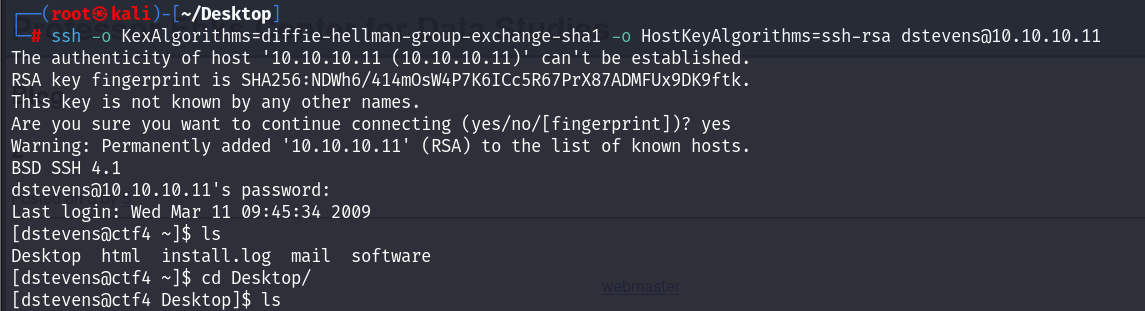 ┌──(root㉿kali)-[~/Desktop]
└─# ssh -o KexAlgorithms=diffie-hellman-group-exchange-sha1 -o HostKeyAlgorithms=ssh-rsa dstevens@10.10.10.11
The authenticity of host '10.10.10.11 (10.10.10.11)' can't be established.
RSA key fingerprint is SHA256:NDWh6/414mOsW4P7K6ICc5R67PrX87ADMFUx9DK9ftk.
This key is not known by any other names.
Are you sure you want to continue connecting (yes/no/[fingerprint])? yes
Warning: Permanently added '10.10.10.11' (RSA) to the list of known hosts.
BSD SSH 4.1
dstevens@10.10.10.11's password:
Last login: Wed Mar 11 09:45:34 2009
[dstevens@ctf4 ~]$ ls
Desktop  html  install.log  mail  software
[dstevens@ctf4 ~]$ cd Desktop/
webmaster
[dstevens@ctf4 Desktop]$ ls